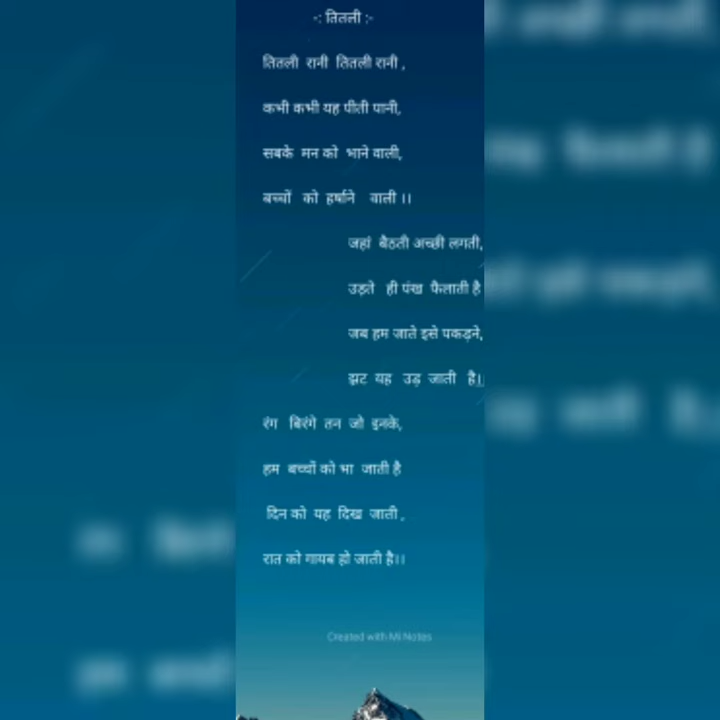 -: तितली :-
तितली रानी तितली रानी ,
कभी कभी यह पीती पानी,
सबके मन को भाने वाली,
बच्चों को हर्षाने वाली ।।
जहां बैठती अच्छी लगती,
उड़ते ही पंख फैलाती है
जब हम जाते इसे पकड़ने,
झट यह उड़ जाती है।
रंग बिरंगे तन जो इनके,
हम बच्चों को भा जाती है
दिन को यह दिख जाती ,
रात को गायब हो जाती है।।
Created with Mi Notes